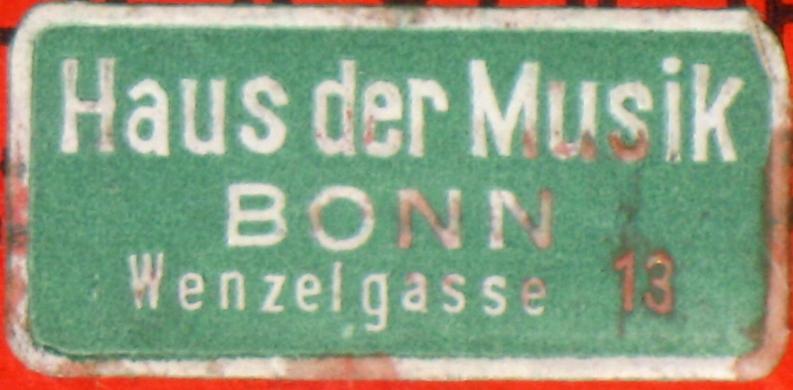 Haus der Musik
BONN
Wenzelgasse 13